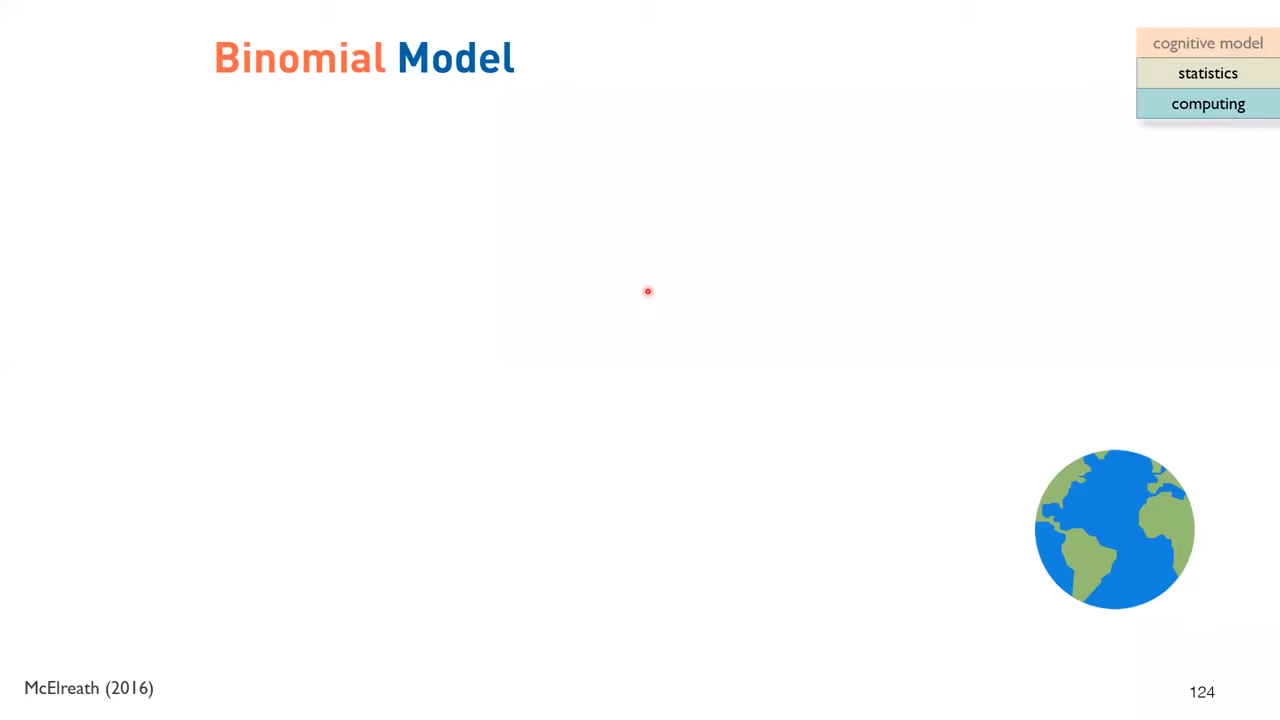 Binomial Model
cognitive model
statistics
computing
McElreath (2016)
124